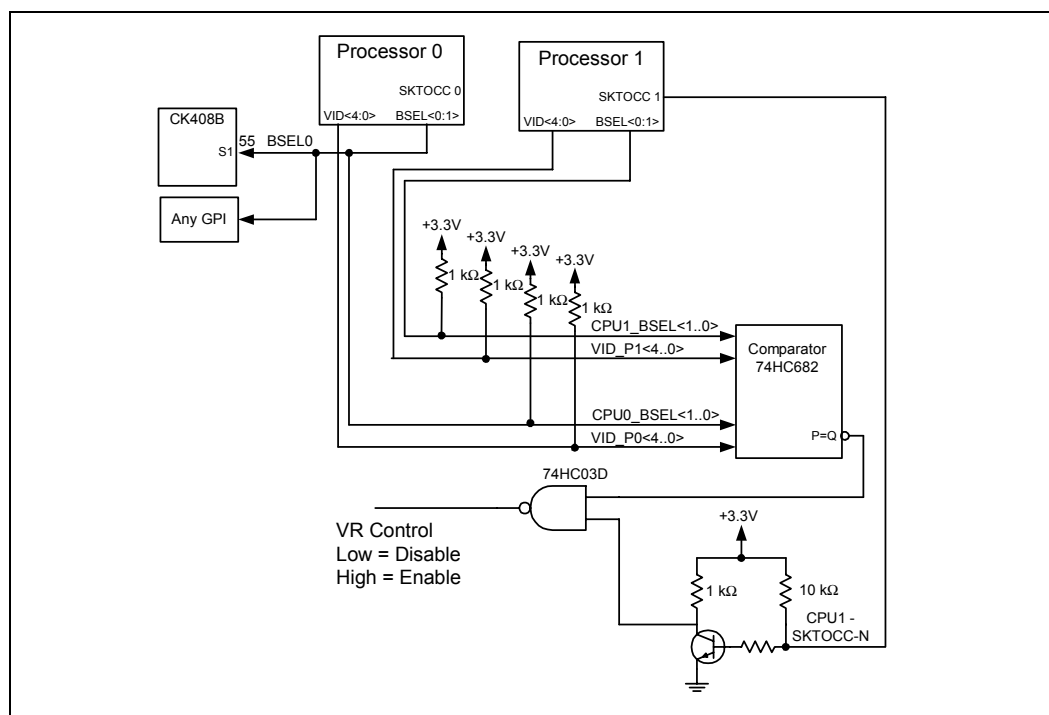 Processor 0
SKTOCC 0
VID<4:0>
BSEL<0:1>
Processor 1
SKTOCC 1
VID<4:0>
BSEL<0:1>
CK408B
S1
55
BSEL0
Any GPI
+3.3V
+3.3V
+3.3V
+3.3V
1 kΩ
1 kΩ
1 kΩ
1 kΩ
CPU1_BSEL<1..0>
VID_P1<4..0>
CPU0_BSEL<1..0>
VID_P0<4..0>
Comparator
74HC682
P=Q
74HC03D
VR Control
Low = Disable
High = Enable
+3.3V
1 kΩ
10 kΩ
CPU1 -
SKTOCC-N